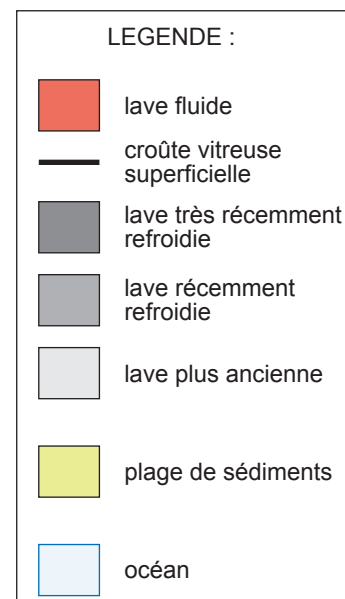 LEGENDE :
lave fluide
croûte vitreuse
superficielle
lave très récemment
refroidie
lave récemment
refroidie
lave plus ancienne
plage de sédiments
océan